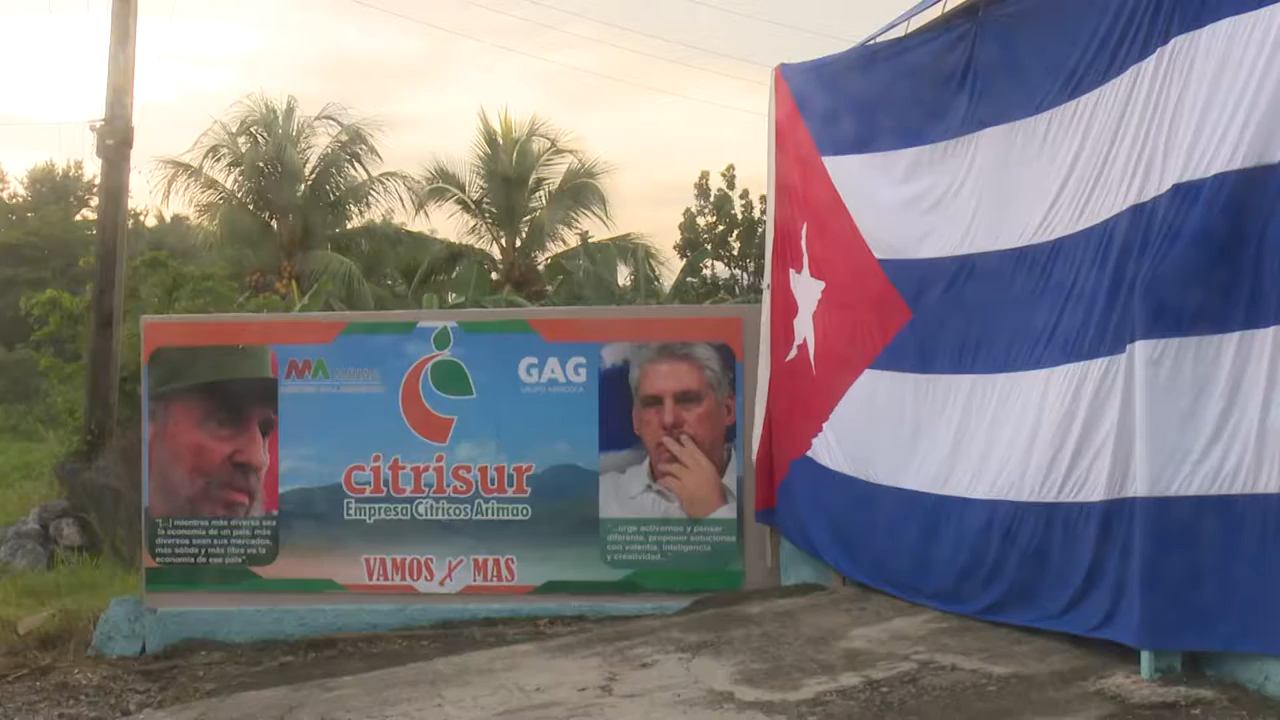 GAG
GRUPO AGRÍCOLA
citrisur
Empresa Cítricos Arimao
"[...] mientras más diversa sea
la economía de un país, más
diversos sean sus mercados,
más sólida y más libre es la
economía de ese país".
"...urge activarnos y pensar
diferente, proponer soluciones
con valentía, inteligencia
y creatividad..."
VAMOS X MAS